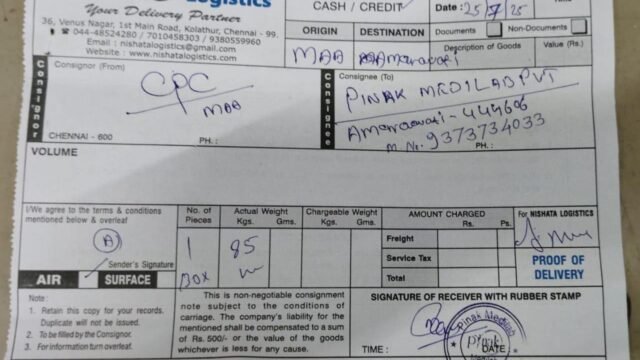 Logistics
Your Delivery Partner
36, Venus Nagar, 1st Main Road, Kolathur, Chennai - 99.
044-48524280 / 7010458303 / 9380559960
Email : nishatalogistics@gmail.com
Website : www.nishatalogistics.com
CASH / CREDIT
Date : 25/7/25
ORIGIN
DESTINATION
Documents
Non-Documents
MAA
Amaravati
Description of Goods
Value (Rs.)
Consignor
Consignor (From)
CPC
MAA
CHENNAI - 600
PH. :
Consignee
Consignee (To)
PINAK MEDILAB PVT
Amaravati - 444606
M No. 9373734033
PH. :
VOLUME
I/We agree to the terms & conditions
mentioned below & overleaf
A
Sender's Signature
AIR
SURFACE
No. of Pieces
Actual Weight
Kgs. Gms.
Chargeable Weight
Kgs. Gms.
1
BOX
85
AMOUNT CHARGED
Rs. Ps.
Freight
Service Tax
Total
For NISHATA LOGISTICS
PROOF OF
DELIVERY
Note :
1. Retain this copy for your records.
Duplicate will not be issued.
2. To be filled by the Consignor.
3. For information turn overleaf.
This is non-negotiable consignment
note subject to the conditions of
carriage. The company's liability for
the mentioned shall be compensated to a sum
of Rs. 500/- or the value of the goods
whichever is less for any cause.
SIGNATURE OF RECEIVER WITH RUBBER STAMP
TIME :
DATE :
Pinak